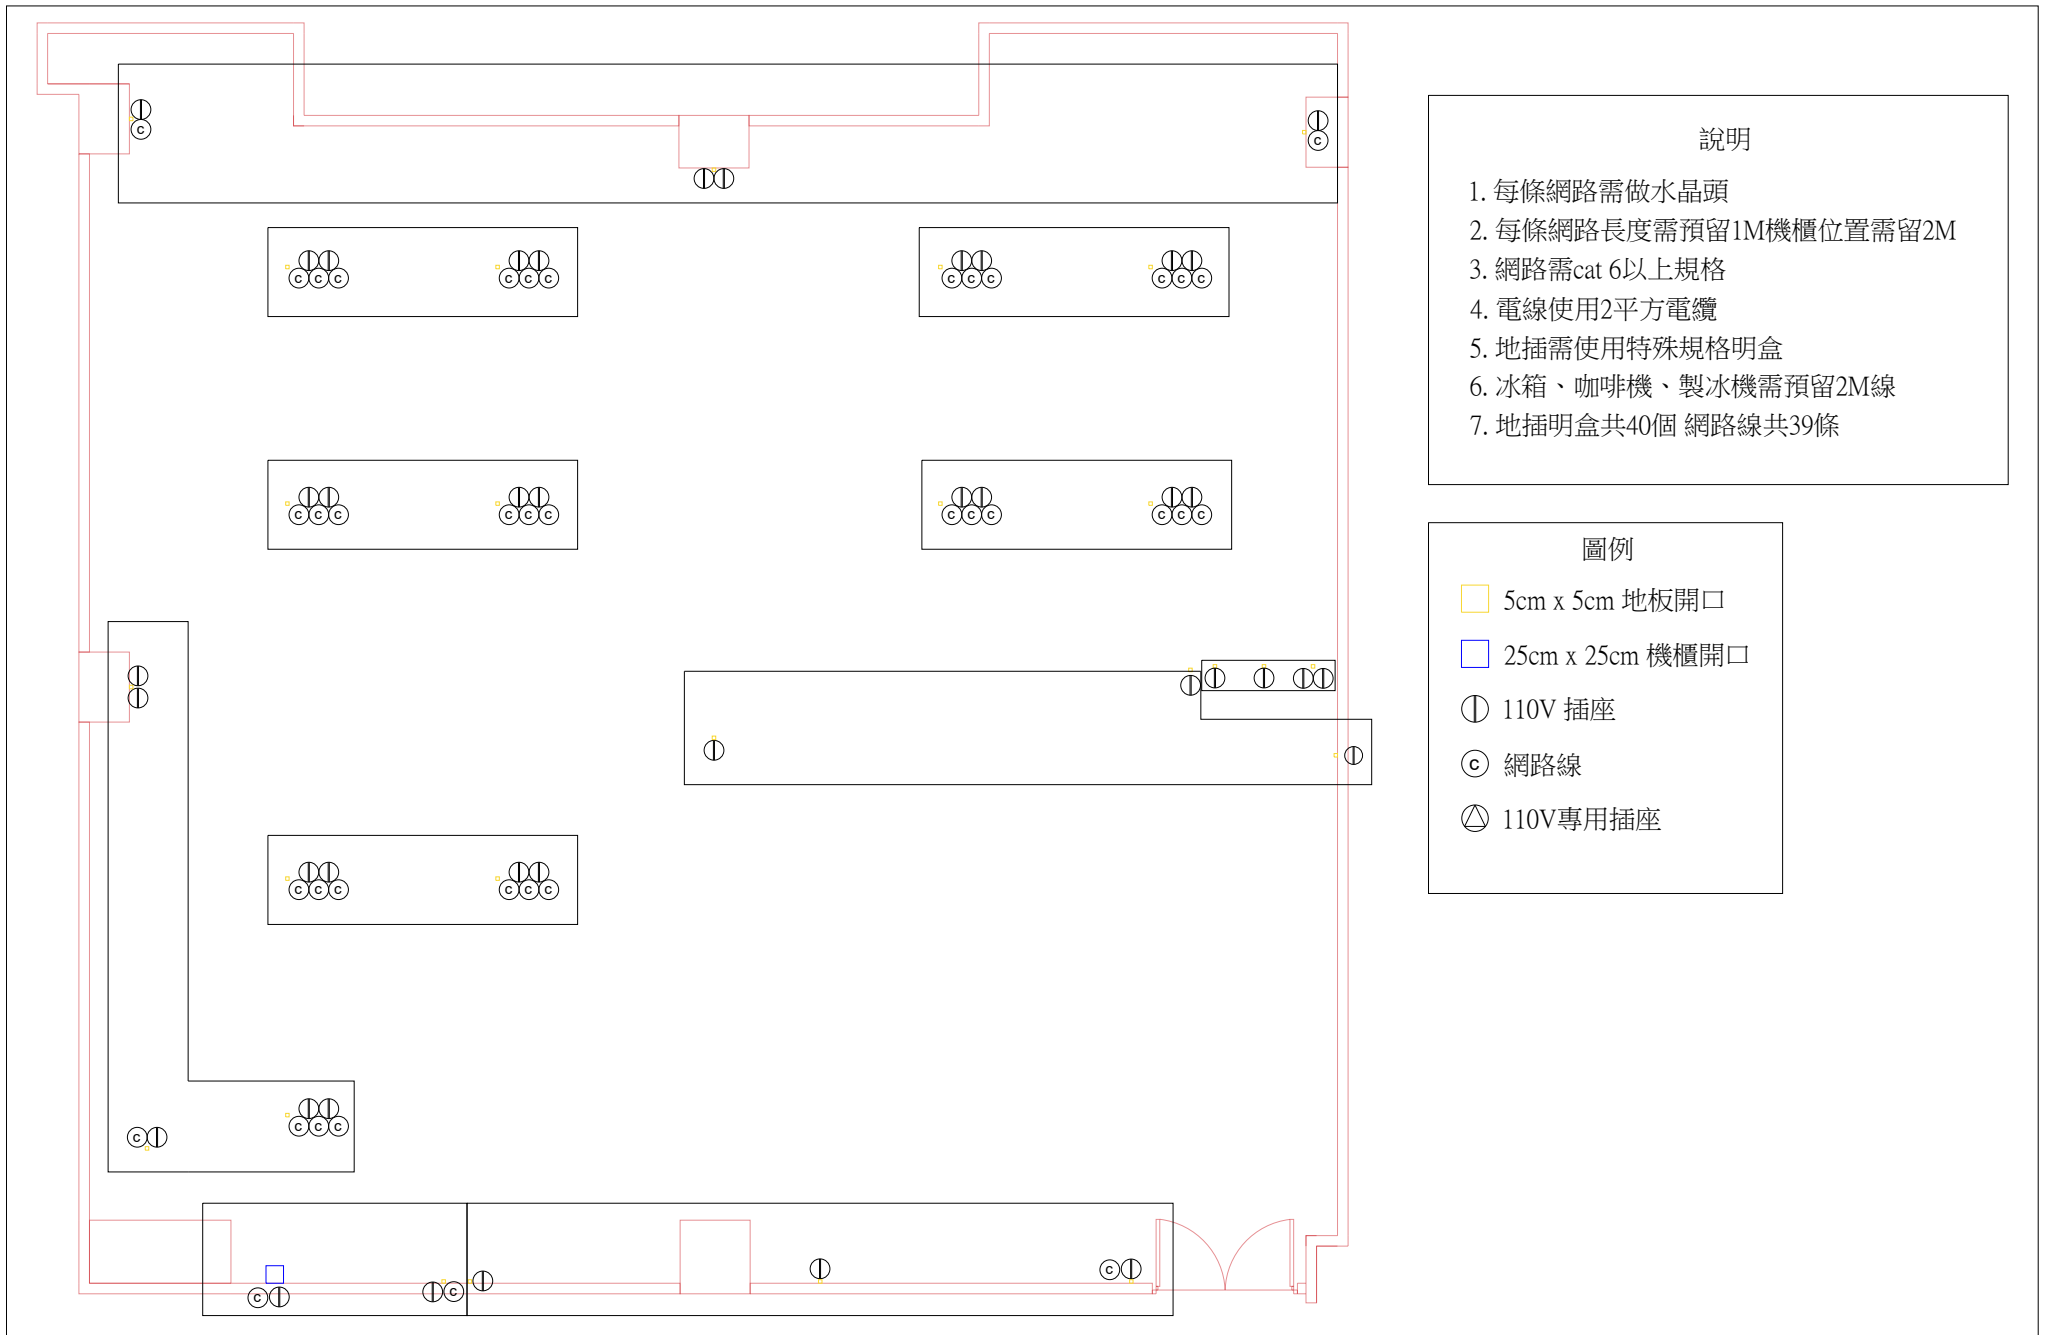 說明
1. 每條網路需做水晶頭
2. 每條網路長度需預留1M機櫃位置需留2M
3. 網路需cat 6以上規格
4. 電線使用2平方電纜
5. 地插需使用特殊規格明盒
6. 冰箱、咖啡機、製冰機需預留2M線
7. 地插明盒共40個 網路線共39條
圖例
5cm x 5cm 地板開口
25cm x 25cm 機櫃開口
110V 插座
C 網路線
110V專用插座
C
C
C C C C C C C C C C C C
C C C C C C C C C C C C
C C C C C C
C C C
C
C
C
C